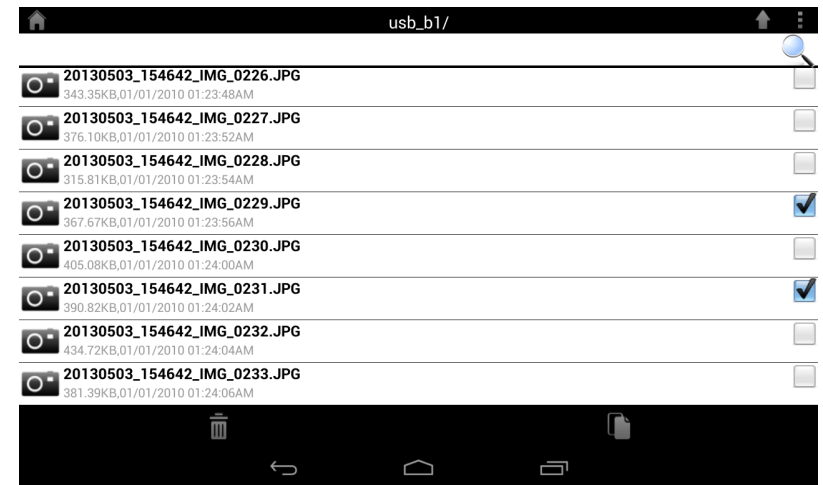 usb_b1/
20130503_154642_IMG_0226.JPG
343.35KB,01/01/2010 01:23:48AM
20130503_154642_IMG_0227.JPG
376.10KB,01/01/2010 01:23:52AM
20130503_154642_IMG_0228.JPG
315.81KB,01/01/2010 01:23:54AM
20130503_154642_IMG_0229.JPG
367.67KB,01/01/2010 01:23:56AM
20130503_154642_IMG_0230.JPG
405.08KB,01/01/2010 01:24:00AM
20130503_154642_IMG_0231.JPG
390.82KB,01/01/2010 01:24:02AM
20130503_154642_IMG_0232.JPG
434.72KB,01/01/2010 01:24:04AM
20130503_154642_IMG_0233.JPG
381.39KB,01/01/2010 01:24:06AM